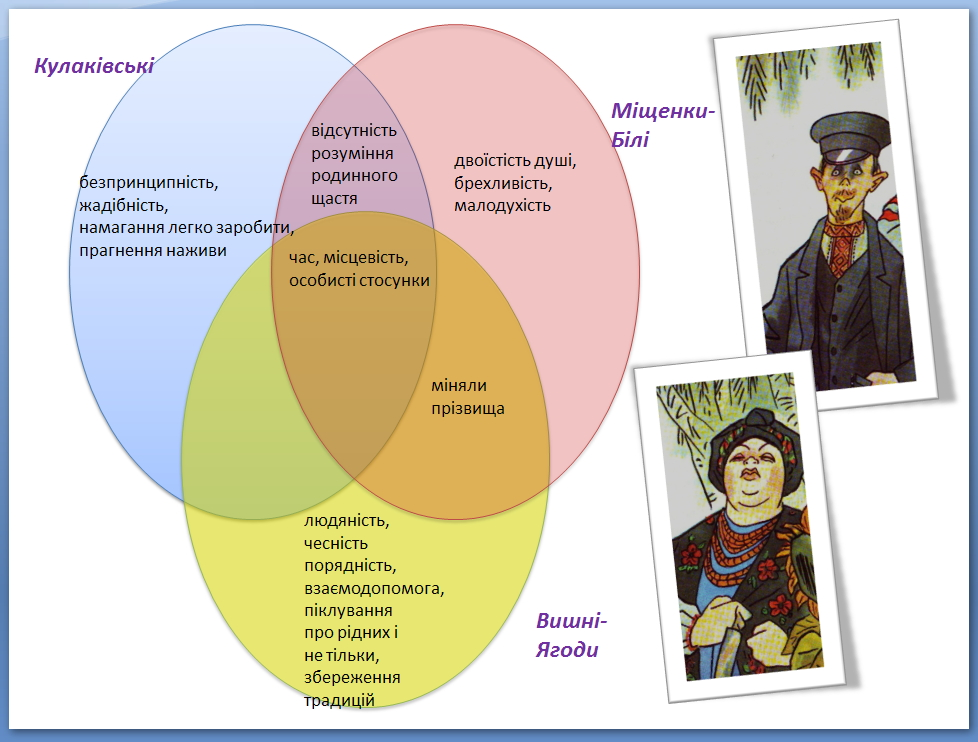 Кулаківські
безпринципність,
жадібність,
намагання легко заробити,
прагнення наживи
відсутність
розуміння
родинного
щастя
двоїстість душі,
брехливість,
малодухість
Міщенки-
Білі
час, місцевість,
особисті стосунки
міняли
прізвища
людяність,
чесність
порядність,
взаємодопомога,
піклування
про рідних і
не тільки,
збереження
традицій
Вишні-
Ягоди